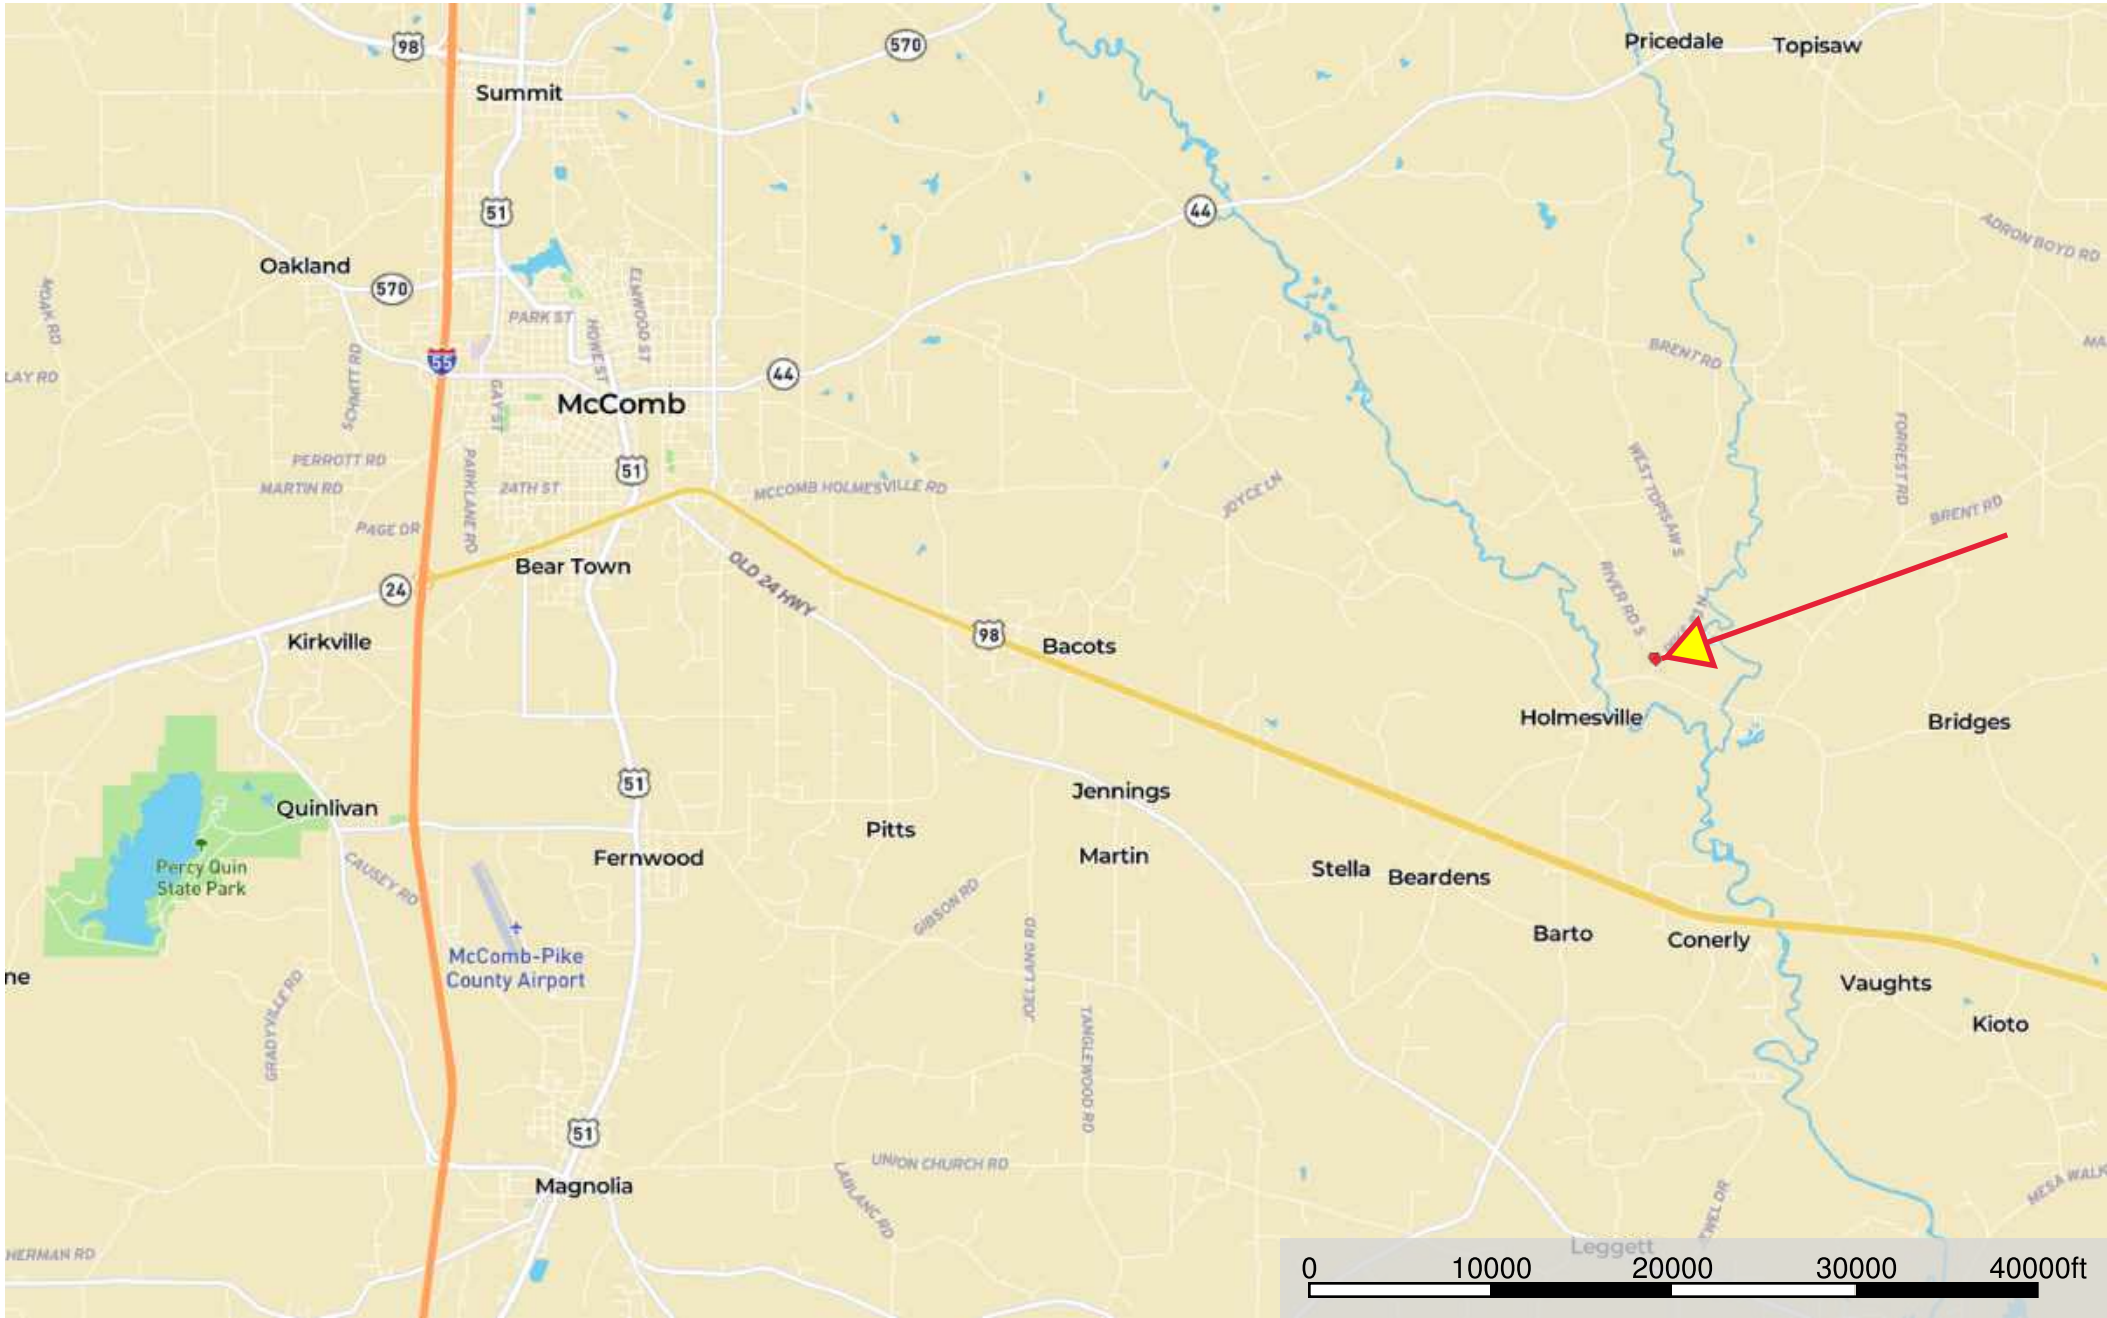 98
570
Pricedale
Topisaw
Summit
51
44
ADRON BOYD RD
Oakland
570
MOAK RD
ELMWOOD ST
PARK ST
HOWE ST
BRENT RD
SCHMITT RD
55
LAY RD
GAY ST
44
McComb
FORREST RD
PERROTT RD
51
WEST TOPISAW S
MARTIN RD
PARKLANE RD
24TH ST
MCCOMB HOLMESVILLE RD
JOYCE LN
BRENT RD
PAGE DR
Bear Town
OLD 24 HWY
24
RIVER RD S
Kirkville
98
Bacots
Holmesville
Bridges
51
Jennings
Quinlivan
Pitts
Martin
Fernwood
Percy Quin
State Park
CAUSEY RD
Stella
Beardens
GIBSON RD
Barto
Conerly
McComb-Pike
County Airport
JOEL LANG RD
ne
Vaughts
GRADYVILLE RD
Kioto
TANGLEWOOD RD
51
UNION CHURCH RD
Magnolia
MESA WALK
HERMAN RD
Leggett
0 10000 20000 30000 40000ft